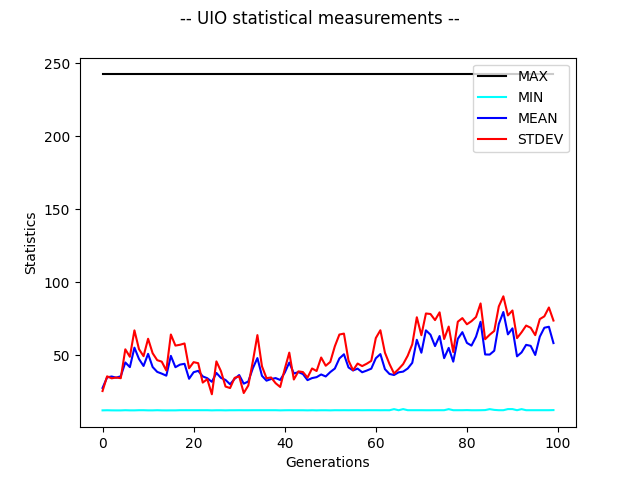 -- UIO statistical measurements --
250
200
150
100
50
Statistics
MAX
MIN
MEAN
STDEV
0
20
40
60
80
100
Generations